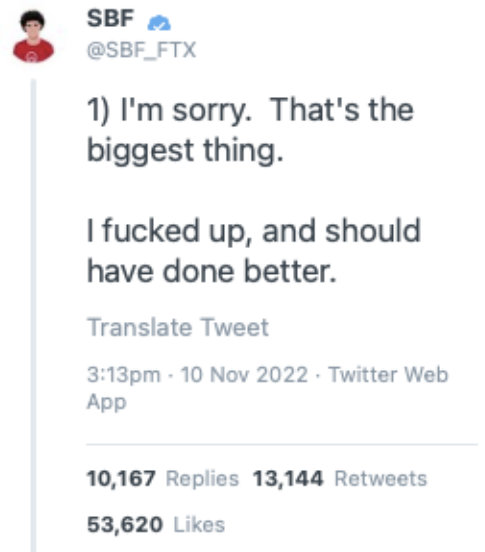 SBF
@SBF_FTX
1) I'm sorry.  That's the
biggest thing.
I fucked up, and should
have done better.
Translate Tweet
3:13pm · 10 Nov 2022 · Twitter Web
App
10,167 Replies 13,144 Retweets
53,620 Likes